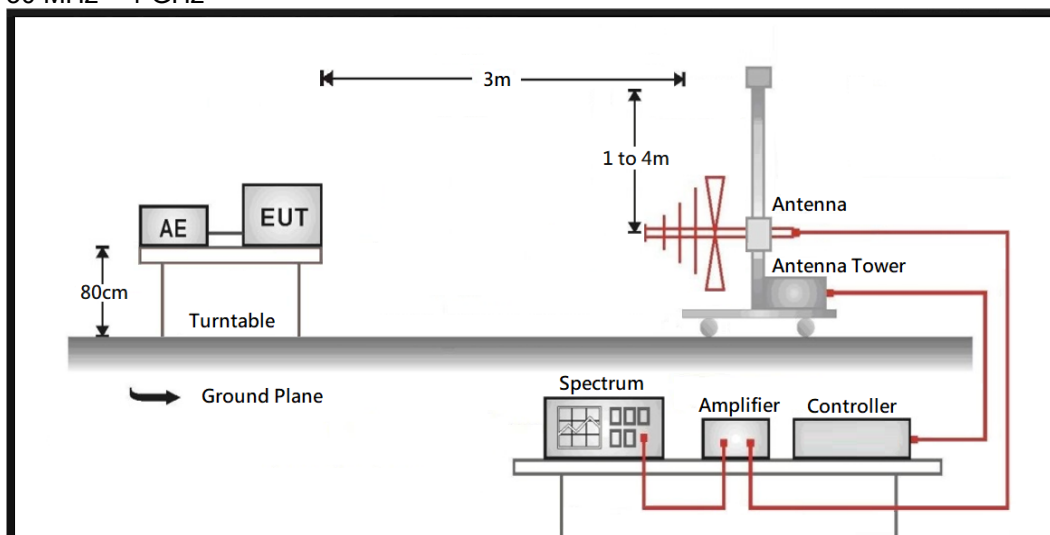 3m
1 to 4m
Antenna
AE
EUT
Antenna Tower
80cm
Turntable
Ground Plane
Spectrum
Amplifier
Controller